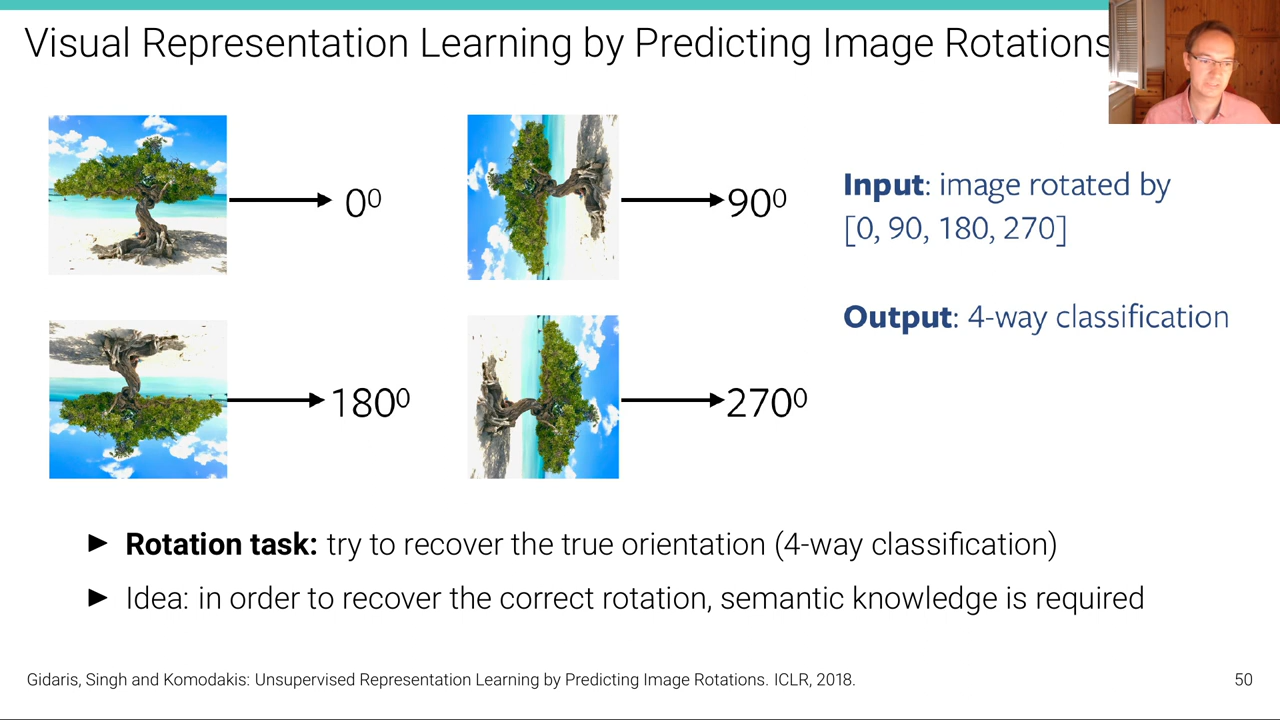 Visual Representation Learning by Predicting Image Rotations
0⁰
90⁰
Input: image rotated by
[0, 90, 180, 270]
Output: 4-way classification
180⁰
270⁰
► Rotation task: try to recover the true orientation (4-way classification)
► Idea: in order to recover the correct rotation, semantic knowledge is required
Gidaris, Singh and Komodakis: Unsupervised Representation Learning by Predicting Image Rotations. ICLR, 2018.
50